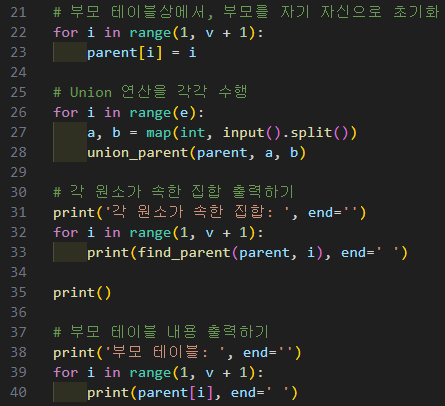 21 # 부모 테이블상에서, 부모를 자기 자신으로 초기화
22 for i in range(1, v + 1):
23     parent[i] = i
24
25 # Union 연산을 각각 수행
26 for i in range(e):
27     a, b = map(int, input().split())
28     union_parent(parent, a, b)
29
30 # 각 원소가 속한 집합 출력하기
31 print('각 원소가 속한 집합: ', end='')
32 for i in range(1, v + 1):
33     print(find_parent(parent, i), end=' ')
34
35 print()
36
37 # 부모 테이블 내용 출력하기
38 print('부모 테이블: ', end='')
39 for i in range(1, v + 1):
40     print(parent[i], end=' ')